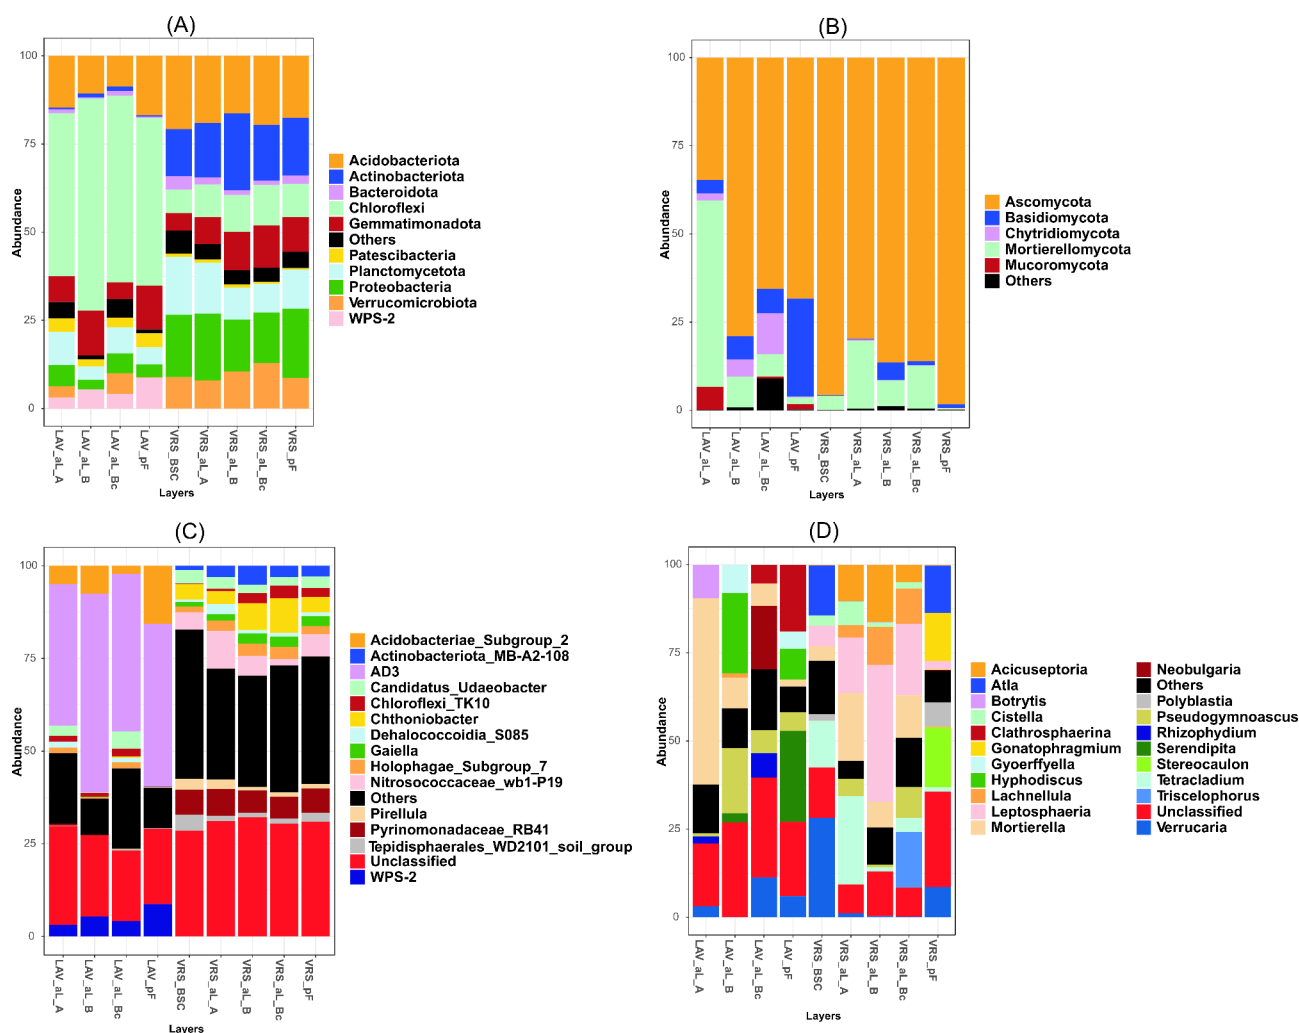 (A)
Abundance
100
75
50
25
0
LAV_aL_A
LAV_aL_B
LAV_aL_Bc
LAV_pF
VRS_BSC
VRS_aL_A
VRS_aL_B
VRS_aL_Bc
VRS_pF
Layers
Acidobacteriota
Actinobacteriota
Bacteroidota
Chloroflexi
Gemmatimonadota
Others
Patescibacteria
Planctomycetota
Proteobacteria
Verrucomicrobiota
WPS-2
(B)
Abundance
100
75
50
25
0
LAV_aL_A
LAV_aL_B
LAV_aL_Bc
LAV_pF
VRS_BSC
VRS_aL_A
VRS_aL_B
VRS_aL_Bc
VRS_pF
Layers
Ascomycota
Basidiomycota
Chytridiomycota
Mortierellomycota
Mucoromycota
Others
(C)
Abundance
100
75
50
25
0
LAV_aL_A
LAV_aL_B
LAV_aL_Bc
LAV_pF
VRS_BSC
VRS_aL_A
VRS_aL_B
VRS_aL_Bc
VRS_pF
Layers
Acidobacteriae_Subgroup_2
Actinobacteriota_MB-A2-108
AD3
Candidatus_Udaeobacter
Chloroflexi_TK10
Chthoniobacter
Dehalococcoidia_S085
Gaiella
Holophagae_Subgroup_7
Nitrosococcaceae_wb1-P19
Others
Pirellula
Pyrinomonadaceae_RB41
Tepidisphaerales_WD2101_soil_group
Unclassified
WPS-2
(D)
Abundance
100
75
50
25
0
LAV_aL_A
LAV_aL_B
LAV_aL_Bc
LAV_pF
VRS_BSC
VRS_aL_A
VRS_aL_B
VRS_aL_Bc
VRS_pF
Layers
Acicuseptoria
Atla
Botrytis
Cistella
Clathrosphaerina
Gonatophragmium
Gyoerffyella
Hyphodiscus
Lachnellula
Leptosphaeria
Mortierella
Neobulgaria
Others
Polyblastia
Pseudogymnoascus
Rhizophydium
Serendipita
Stereocaulon
Tetracladium
Triscelophorus
Unclassified
Verrucaria